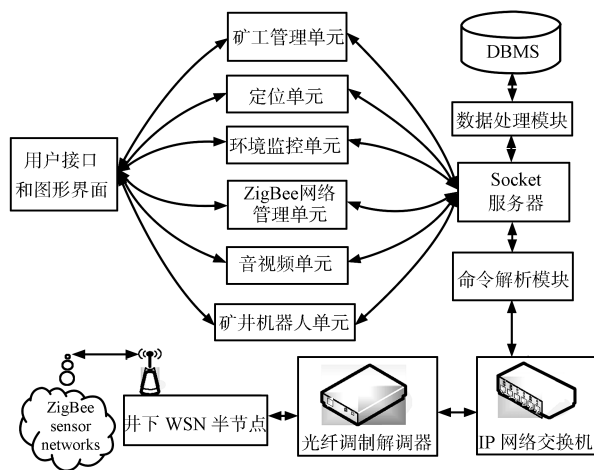 矿工管理单元
DBMS
定位单元
数据处理模块
用户接口
和图形界面
环境监控单元
ZigBee网络
管理单元
Socket
服务器
音视频单元
命令解析模块
矿井机器人单元
ZigBee
sensor
networks
井下 WSN 半节点
光纤调制解调器
IP 网络交换机